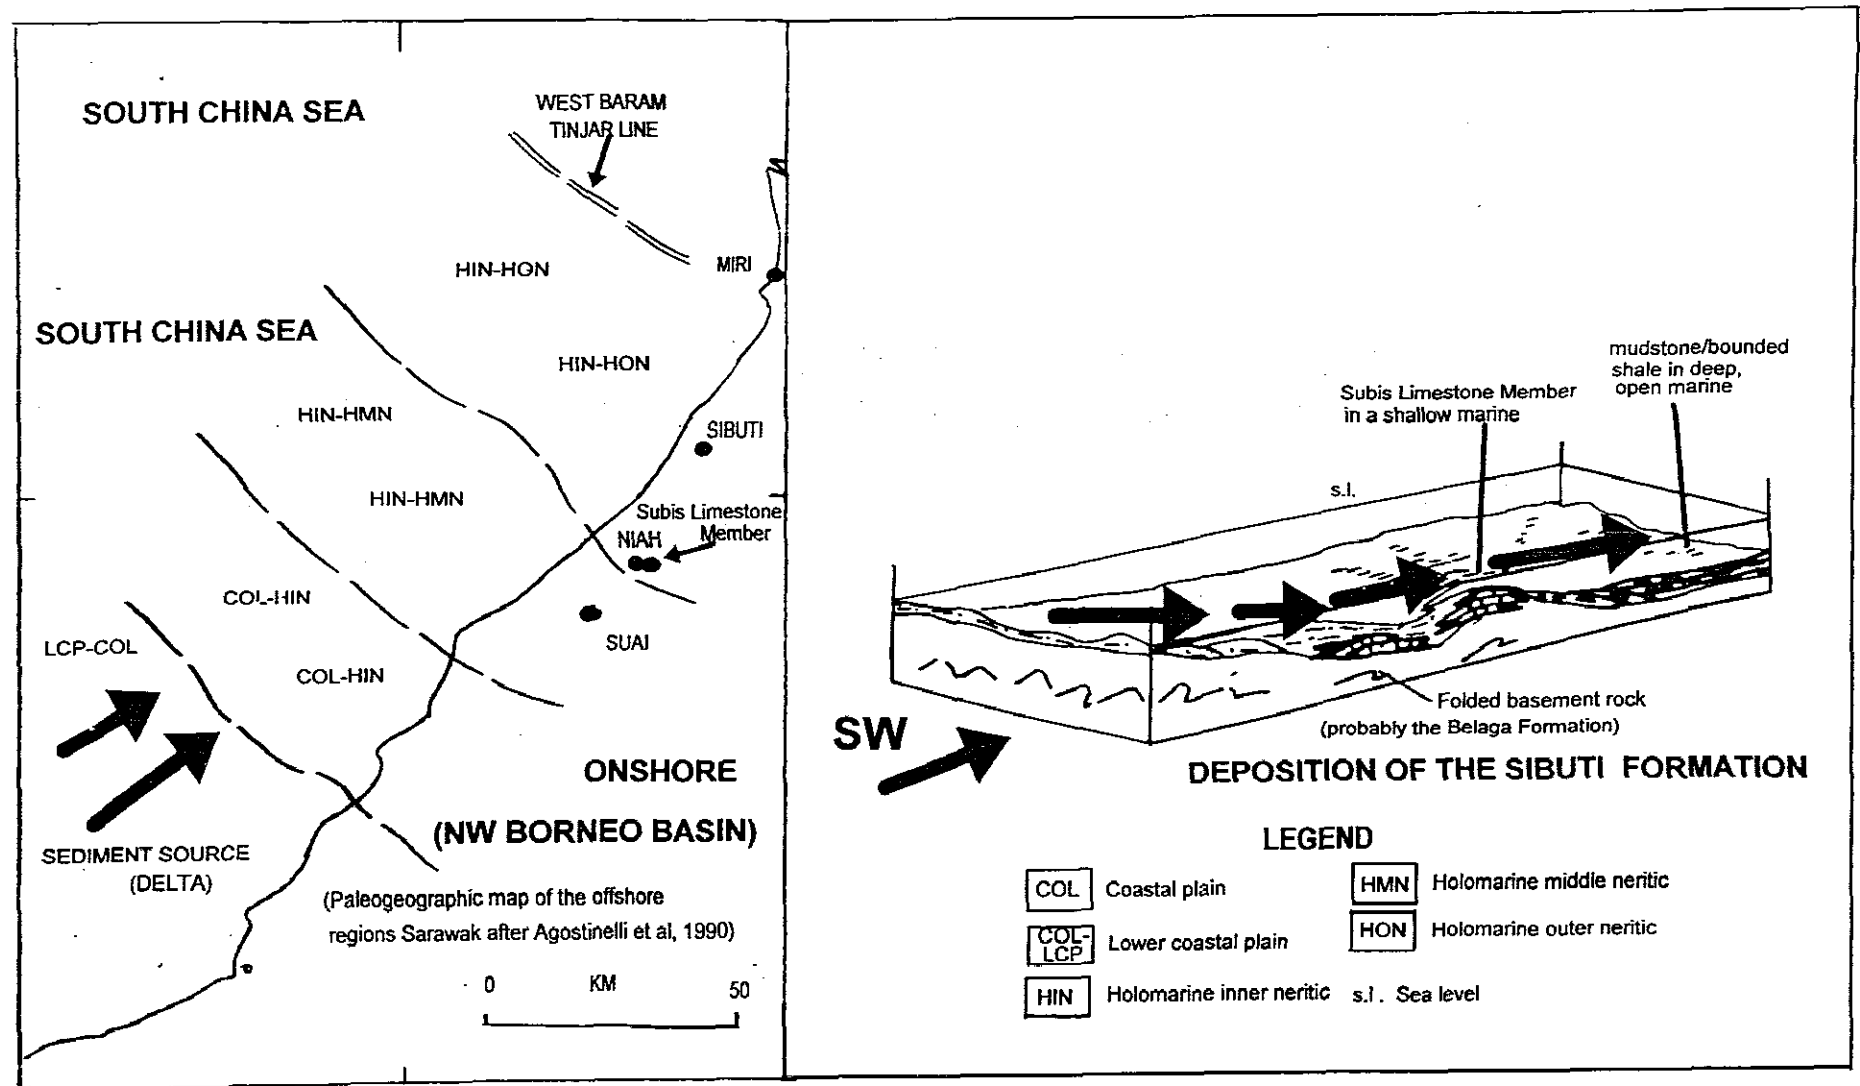 SOUTH CHINA SEA
WEST BARAM
TINJAR LINE
HIN-HON
MIRI
SOUTH CHINA SEA
HIN-HON
HIN-HMN
SIBUTI
HIN-HMN
Subis Limestone
Member
NIAH
COL-HIN
SUAI
LCP-COL
COL-HIN
ONSHORE
(NW BORNEO BASIN)
SEDIMENT SOURCE
(DELTA)
(Paleogeographic map of the offshore
regions Sarawak after Agostinelli et al, 1990)
0 KM 50
mudstone/bounded
shale in deep,
open marine
Subis Limestone Member
in a shallow marine
s.l.
Folded basement rock
(probably the Belaga Formation)
SW
DEPOSITION OF THE SIBUTI FORMATION
LEGEND
COL Coastal plain
COL-
LCP Lower coastal plain
HIN Holomarine inner neritic
HMN Holomarine middle neritic
HON Holomarine outer neritic
s.l. Sea level